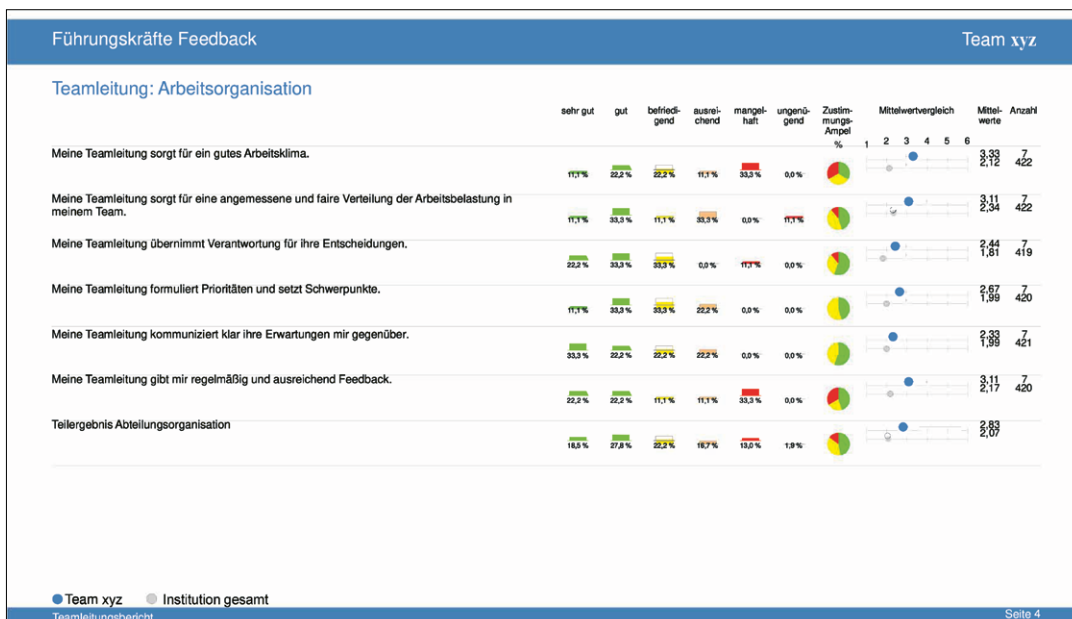 Führungskräfte Feedback Team xyz
Teamleitung: Arbeitsorganisation
sehr gut gut befriedi-gend ausrei-chend mangel-haft ungenü-gend Zustim-mungs-Ampel % Mittelwertvergleich Mittel-werte Anzahl
1 2 3 4 5 6
Meine Teamleitung sorgt für ein gutes Arbeitsklima.
11,1 % 22,2 % 22,2 % 11,1 % 33,3 % 0,0 %
3,33 7
2,12 422
Meine Teamleitung sorgt für eine angemessene und faire Verteilung der Arbeitsbelastung in
meinem Team.
11,1 % 33,3 % 11,1 % 33,3 % 0,0 % 11,1 %
3,11 7
2,34 422
Meine Teamleitung übernimmt Verantwortung für ihre Entscheidungen.
22,2 % 33,3 % 33,3 % 0,0 % 11,1 % 0,0 %
2,44 7
1,81 419
Meine Teamleitung formuliert Prioritäten und setzt Schwerpunkte.
11,1 % 33,3 % 33,3 % 22,2 % 0,0 % 0,0 %
2,67 7
1,99 420
Meine Teamleitung kommuniziert klar ihre Erwartungen mir gegenüber.
33,3 % 22,2 % 22,2 % 22,2 % 0,0 % 0,0 %
2,33 7
1,99 421
Meine Teamleitung gibt mir regelmäßig und ausreichend Feedback.
22,2 % 22,2 % 11,1 % 11,1 % 33,3 % 0,0 %
3,11 7
2,17 420
Teilergebnis Abteilungsorganisation
18,5 % 27,8 % 22,2 % 16,7 % 13,0 % 1,9 %
2,83
2,07
Team xyz Institution gesamt
Teamleitungsbericht Seite 4